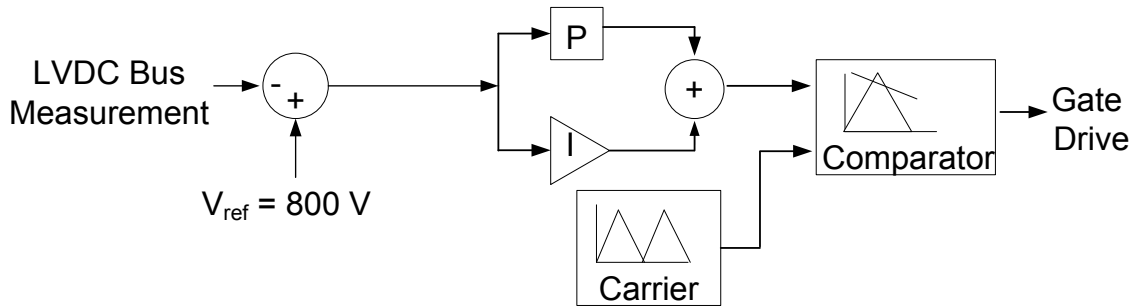 P
LVDC Bus
Measurement
-
+
+
I
Comparator
Gate
Drive
V_ref = 800 V
Carrier